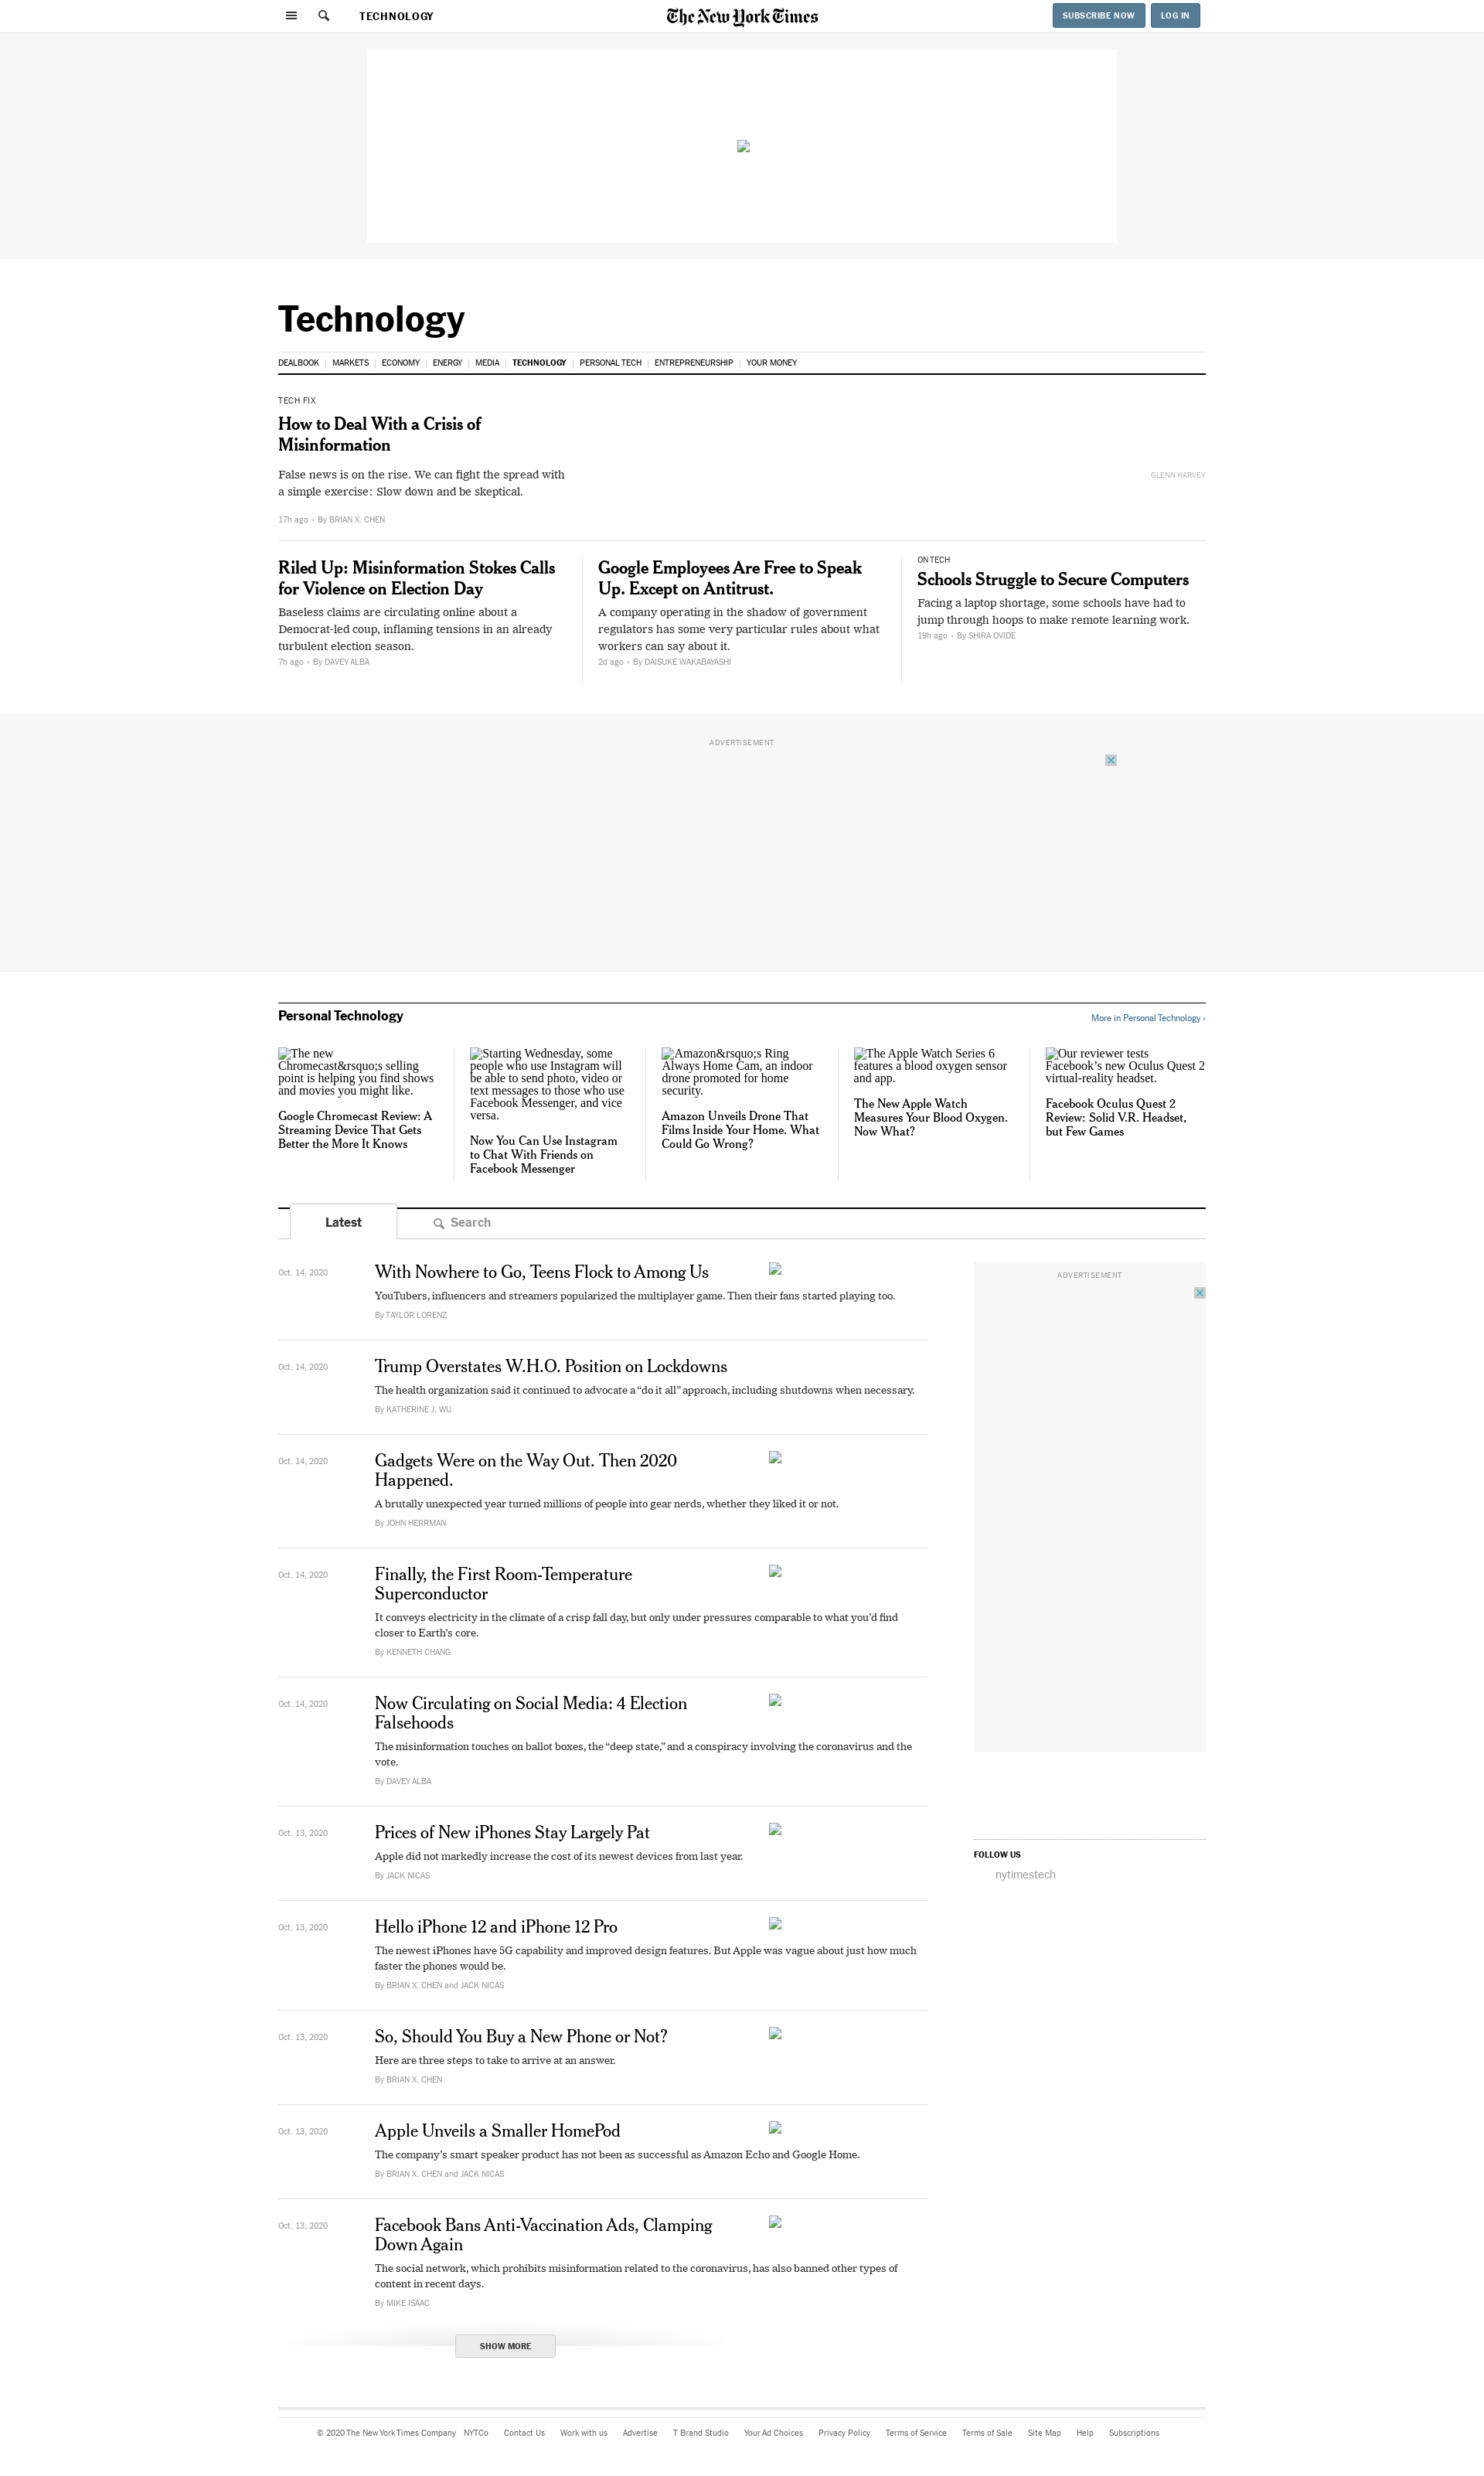 TECHNOLOGY
The New York Times
SUBSCRIBE NOW
LOG IN
Technology
DEALBOOK | MARKETS | ECONOMY | ENERGY | MEDIA | TECHNOLOGY | PERSONAL TECH | ENTREPRENEURSHIP | YOUR MONEY
TECH FIX
How to Deal With a Crisis of
Misinformation
False news is on the rise. We can fight the spread with
a simple exercise: Slow down and be skeptical.
GLENN HARVEY
17h ago • By BRIAN X. CHEN
Riled Up: Misinformation Stokes Calls
for Violence on Election Day
Baseless claims are circulating online about a
Democrat-led coup, inflaming tensions in an already
turbulent election season.
7h ago • By DAVEY ALBA
Google Employees Are Free to Speak
Up. Except on Antitrust.
A company operating in the shadow of government
regulators has some very particular rules about what
workers can say about it.
2d ago • By DAISUKE WAKABAYASHI
ON TECH
Schools Struggle to Secure Computers
Facing a laptop shortage, some schools have had to
jump through hoops to make remote learning work.
19h ago • By SHIRA OVIDE
ADVERTISEMENT
Personal Technology
More in Personal Technology ›
The new
Chromecast&rsquo;s selling
point is helping you find shows
and movies you might like.
Google Chromecast Review: A
Streaming Device That Gets
Better the More It Knows
Starting Wednesday, some
people who use Instagram will
be able to send photo, video or
text messages to those who use
Facebook Messenger, and vice
versa.
Now You Can Use Instagram
to Chat With Friends on
Facebook Messenger
Amazon&rsquo;s Ring
Always Home Cam, an indoor
drone promoted for home
security.
Amazon Unveils Drone That
Films Inside Your Home. What
Could Go Wrong?
The Apple Watch Series 6
features a blood oxygen sensor
and app.
The New Apple Watch
Measures Your Blood Oxygen.
Now What?
Our reviewer tests
Facebook's new Oculus Quest 2
virtual-reality headset.
Facebook Oculus Quest 2
Review: Solid V.R. Headset,
but Few Games
Latest
Search
Oct. 14, 2020
With Nowhere to Go, Teens Flock to Among Us
YouTubers, influencers and streamers popularized the multiplayer game. Then their fans started playing too.
By TAYLOR LORENZ
ADVERTISEMENT
Oct. 14, 2020
Trump Overstates W.H.O. Position on Lockdowns
The health organization said it continued to advocate a “do it all” approach, including shutdowns when necessary.
By KATHERINE J. WU
Oct. 14, 2020
Gadgets Were on the Way Out. Then 2020
Happened.
A brutally unexpected year turned millions of people into gear nerds, whether they liked it or not.
By JOHN HERRMAN
Oct. 14, 2020
Finally, the First Room-Temperature
Superconductor
It conveys electricity in the climate of a crisp fall day, but only under pressures comparable to what you'd find
closer to Earth's core.
By KENNETH CHANG
Oct. 14, 2020
Now Circulating on Social Media: 4 Election
Falsehoods
The misinformation touches on ballot boxes, the “deep state,” and a conspiracy involving the coronavirus and the
vote.
By DAVEY ALBA
Oct. 13, 2020
Prices of New iPhones Stay Largely Pat
Apple did not markedly increase the cost of its newest devices from last year.
By JACK NICAS
FOLLOW US
nytimestech
Oct. 13, 2020
Hello iPhone 12 and iPhone 12 Pro
The newest iPhones have 5G capability and improved design features. But Apple was vague about just how much
faster the phones would be.
By BRIAN X. CHEN and JACK NICAS
Oct. 13, 2020
So, Should You Buy a New Phone or Not?
Here are three steps to take to arrive at an answer.
By BRIAN X. CHEN
Oct. 13, 2020
Apple Unveils a Smaller HomePod
The company's smart speaker product has not been as successful as Amazon Echo and Google Home.
By BRIAN X. CHEN and JACK NICAS
Oct. 13, 2020
Facebook Bans Anti-Vaccination Ads, Clamping
Down Again
The social network, which prohibits misinformation related to the coronavirus, has also banned other types of
content in recent days.
By MIKE ISAAC
SHOW MORE
© 2020 The New York Times Company NYTCo Contact Us Work with us Advertise T Brand Studio Your Ad Choices Privacy Policy Terms of Service Terms of Sale Site Map Help Subscriptions